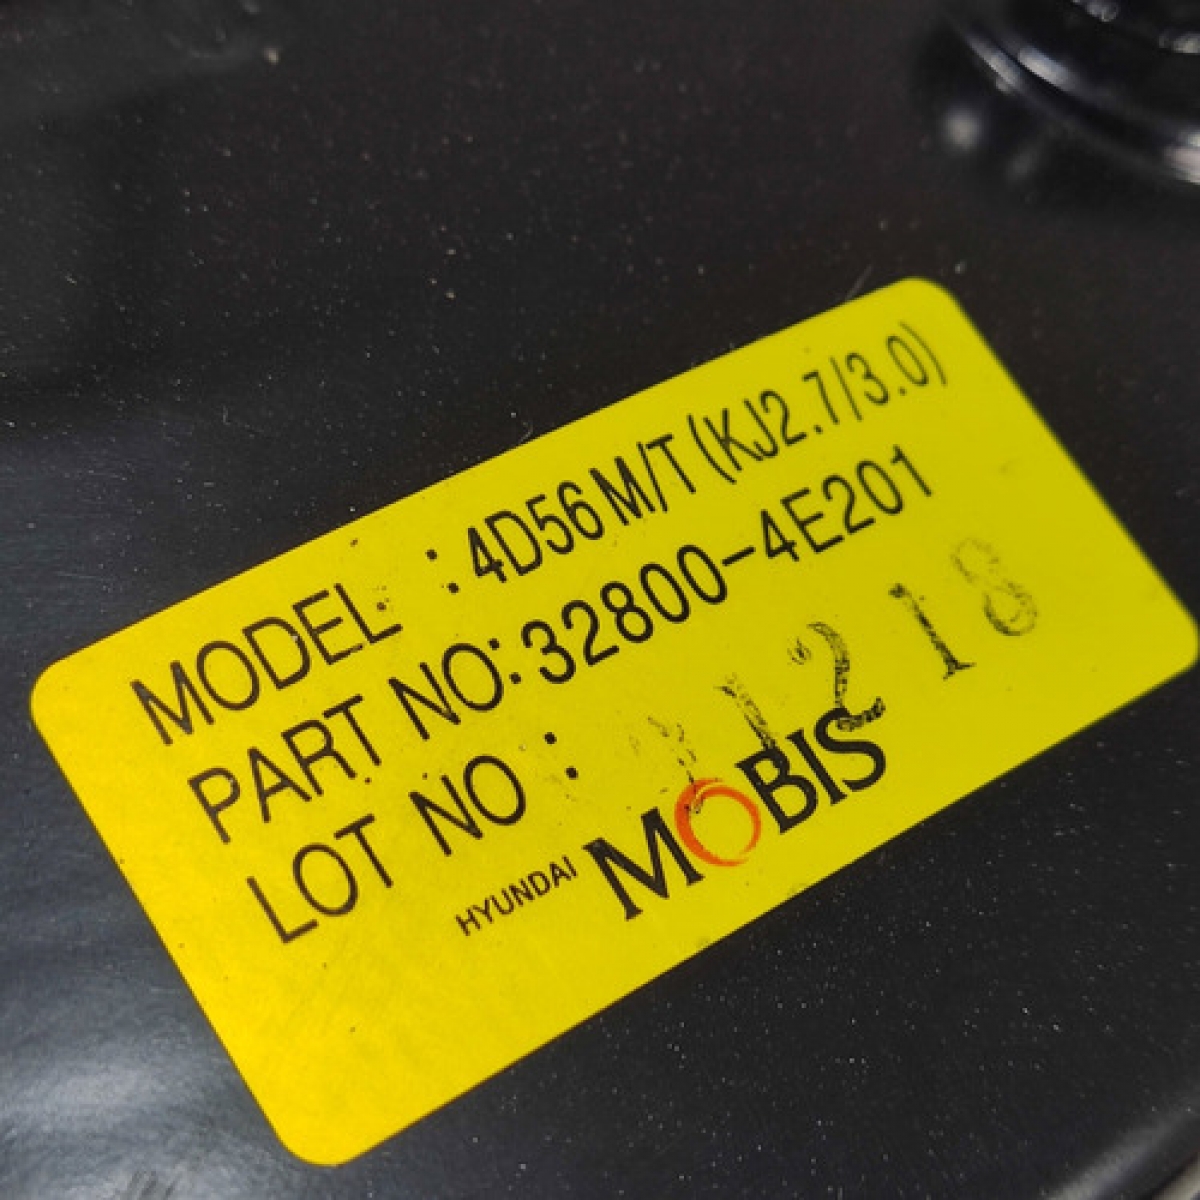 MODEL : 4D56 M/T (KJ2.7/3.0)
PART NO: 32800-4E201
LOT NO :
HYUNDAI MOBIS